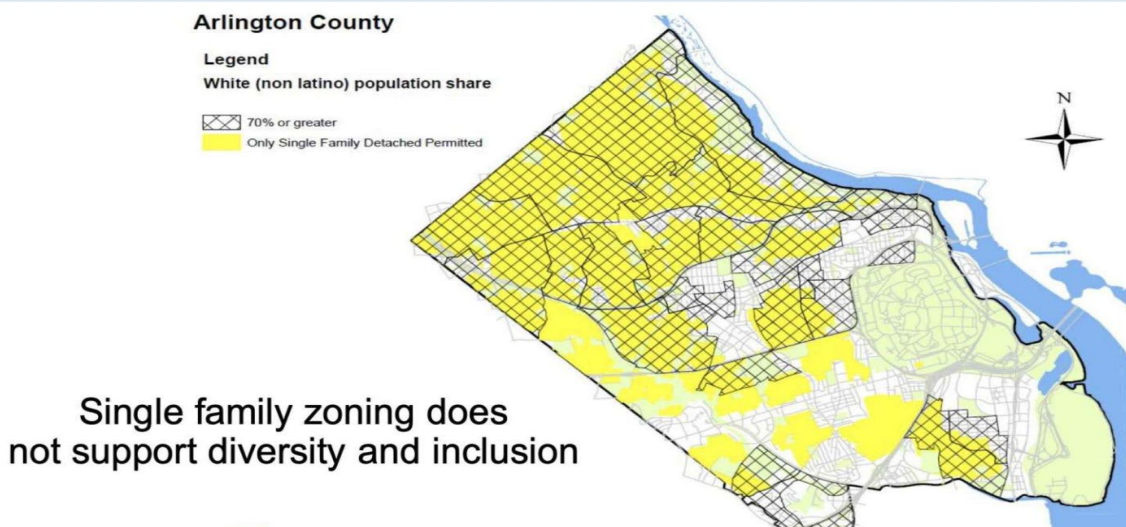 Arlington County
Legend
White (non latino) population share
70% or greater
Only Single Family Detached Permitted
N
Single family zoning does
not support diversity and inclusion